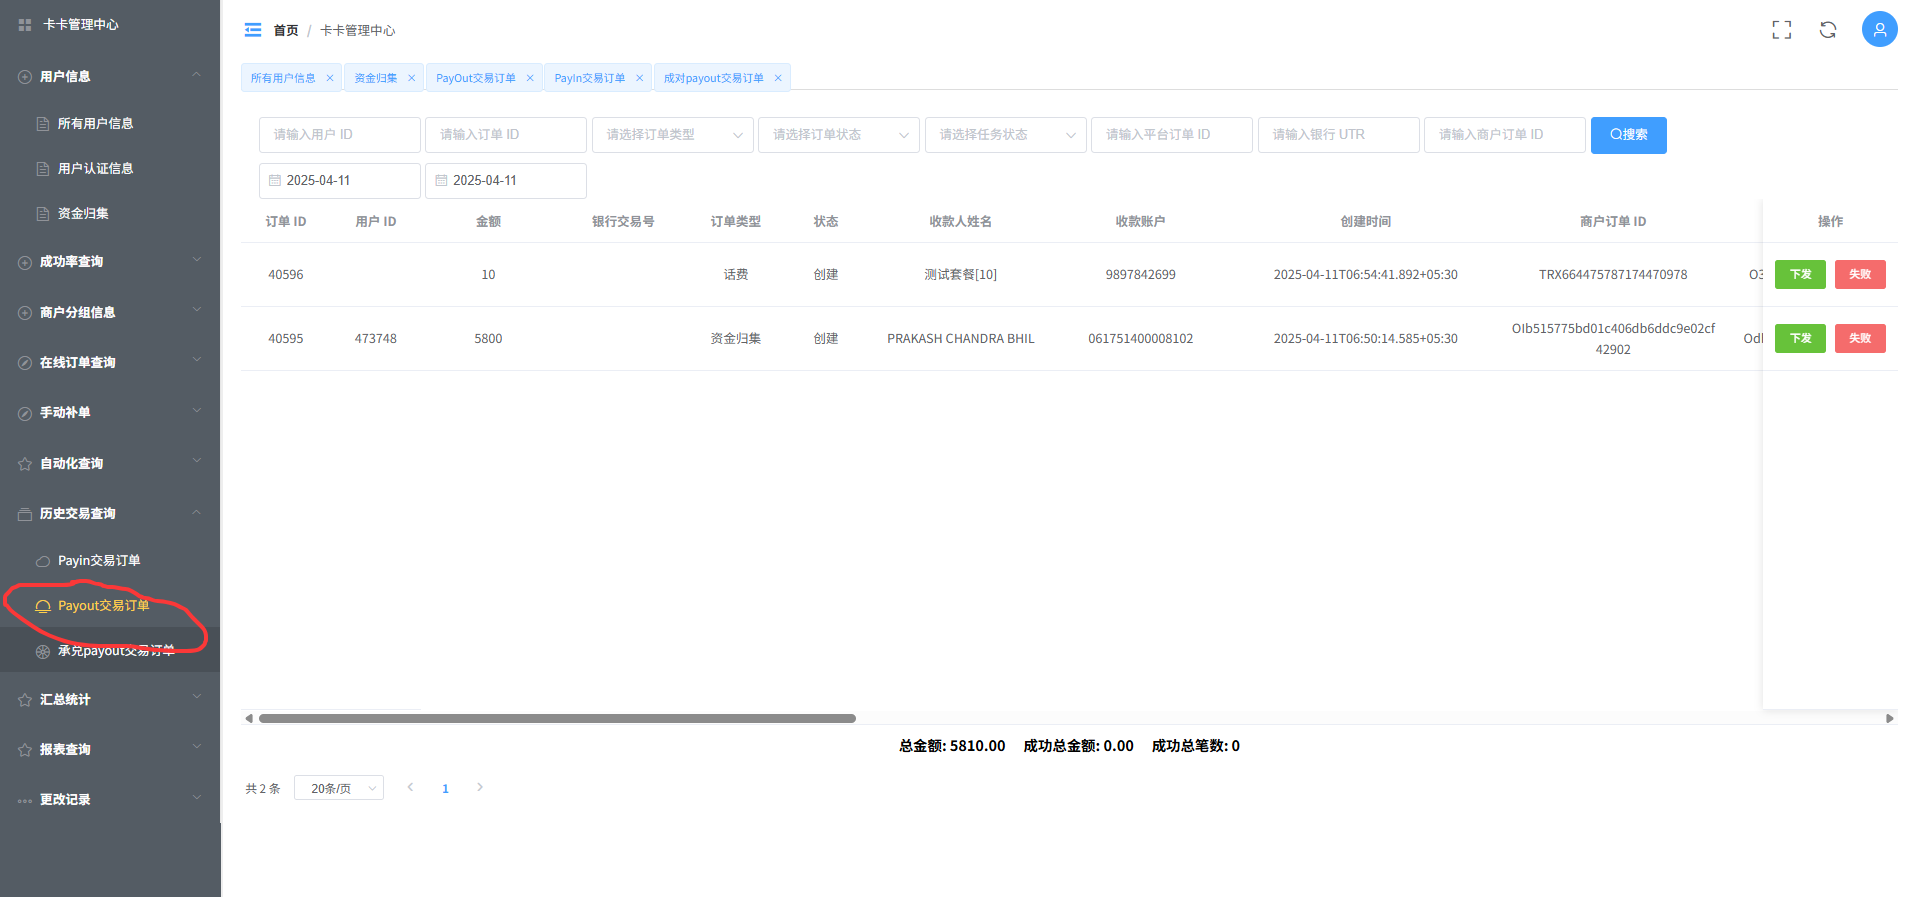 卡卡管理中心
用户信息
所有用户信息
用户认证信息
资金归集
成功率查询
商户分组信息
在线订单查询
手动补单
自动化查询
历史交易查询
Payin交易订单
Payout交易订单
承兑payout交易订单
汇总统计
报表查询
更改记录
首页 / 卡卡管理中心
所有用户信息 × 资金归集 × PayOut交易订单 × PayIn交易订单 × 成对payout交易订单 ×
请输入用户 ID 请输入订单 ID 请选择订单类型 请选择订单状态 请选择任务状态 请输入平台订单 ID 请输入银行 UTR 请输入商户订单 ID 搜索
2025-04-11 2025-04-11
订单 ID 用户 ID 金额 银行交易号 订单类型 状态 收款人姓名 收款账户 创建时间 商户订单 ID 操作
40596 10 话费 创建 测试套餐[10] 9897842699 2025-04-11T06:54:41.892+05:30 TRX664475787174470978 O3 下发 失败
40595 473748 5800 资金归集 创建 PRAKASH CHANDRA BHIL 061751400008102 2025-04-11T06:50:14.585+05:30 OIb515775bd01c406db6ddc9e02cf Odl 下发 失败
42902
总金额: 5810.00 成功总金额: 0.00 成功总笔数: 0
共 2 条 20条/页 1